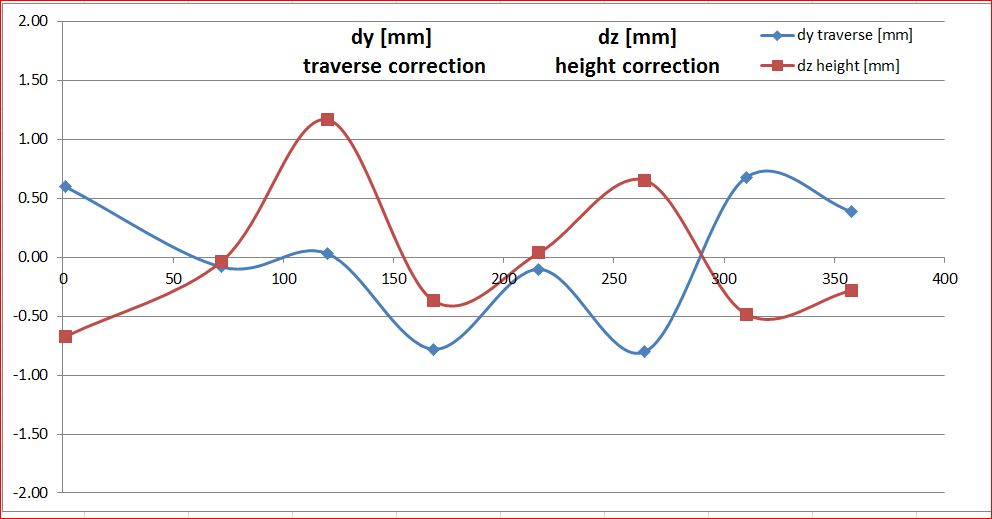 dy [mm]
traverse correction
dz [mm]
height correction
dy traverse [mm]
dz height [mm]
2.00
1.50
1.00
0.50
0.00
-0.50
-1.00
-1.50
-2.00
0 50 100 150 200 250 300 350 400